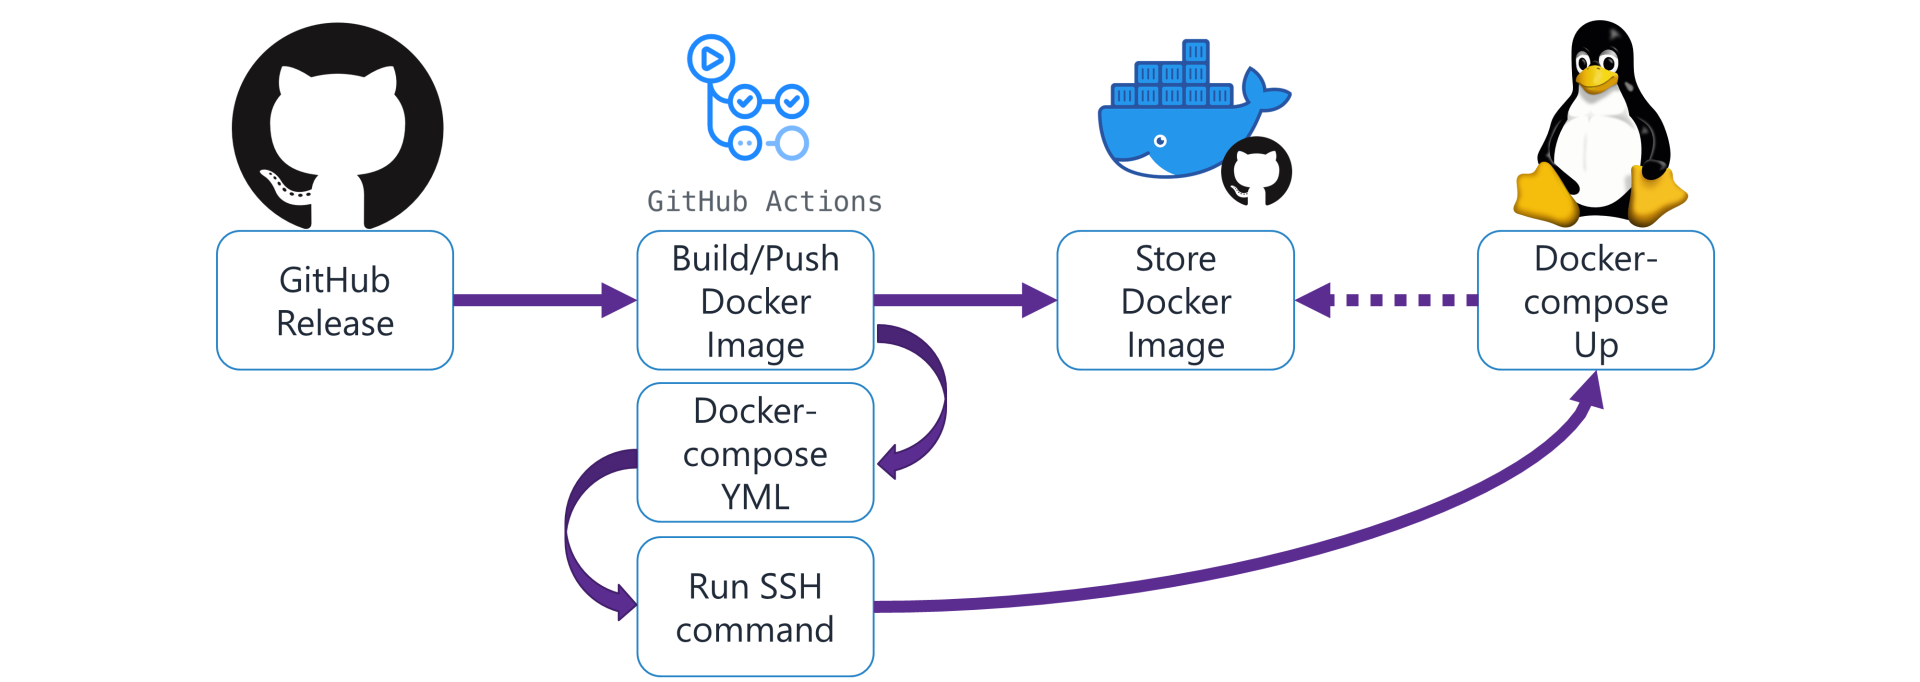 GitHub Actions
GitHub
Release
Build/Push
Docker
Image
Store
Docker
Image
Docker-
compose
Up
Docker-
compose
YML
Run SSH
command